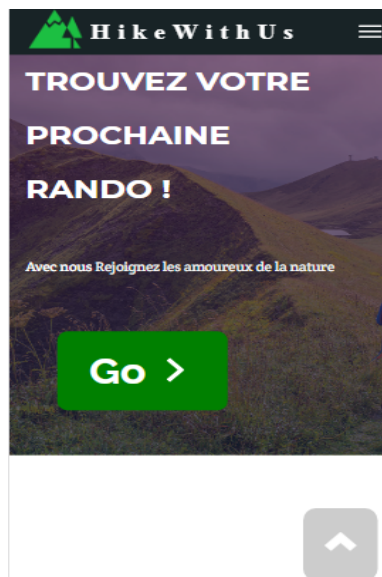 HikeWithUs
TROUVEZ VOTRE
PROCHAINE
RANDO !
Avec nous Rejoignez les amoureux de la nature
Go >